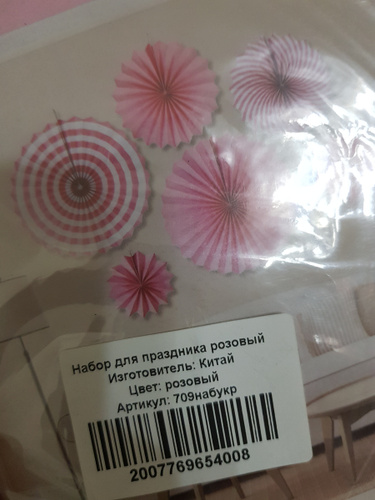 Набор для праздника розовый
Изготовитель: Китай
Цвет: розовый
Артикул: 709набукр
2007769654008